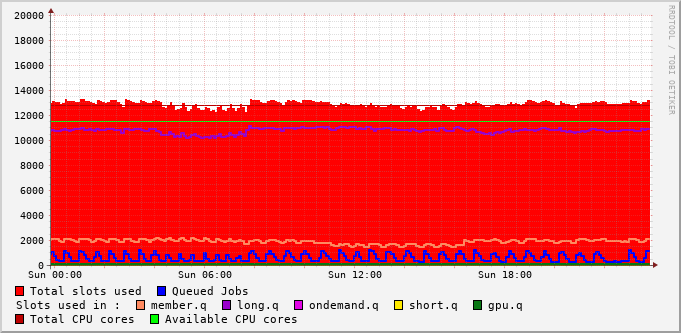 20000
18000
16000
14000
12000
10000
8000
6000
4000
2000
0
Sun 00:00 Sun 06:00 Sun 12:00 Sun 18:00
Total slots used Queued Jobs
Slots used in : member.q long.q ondemand.q short.q gpu.q
Total CPU cores Available CPU cores
RRDTOOL / TOBI OETIKER